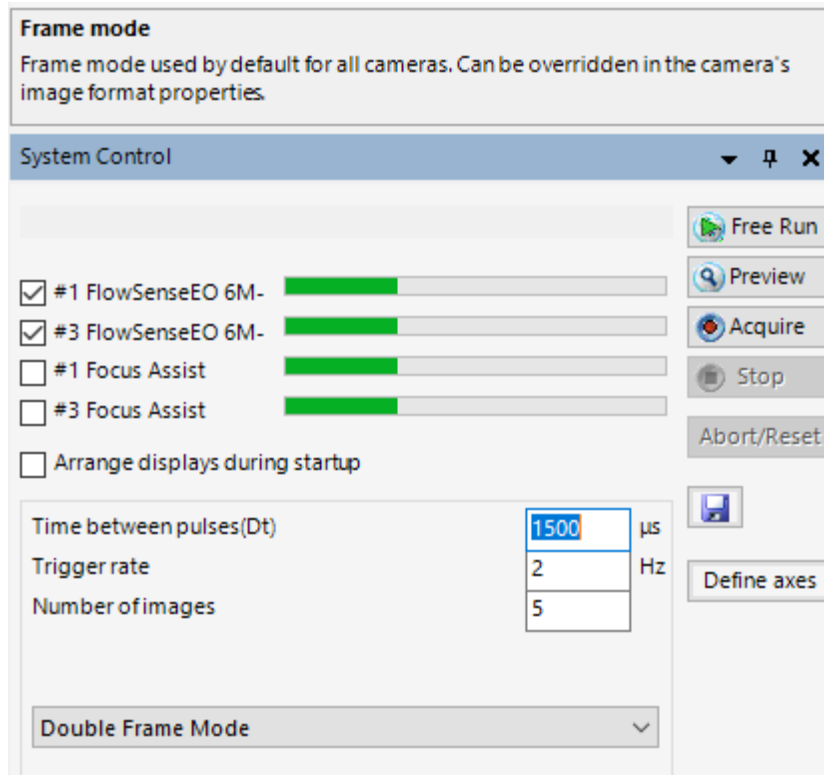 Frame mode
Frame mode used by default for all cameras. Can be overridden in the camera's
image format properties.
System Control
Free Run
#1 FlowSenseEO 6M-
Preview
#3 FlowSenseEO 6M-
Acquire
#1 Focus Assist
Stop
#3 Focus Assist
Abort/Reset
Arrange displays during startup
Time between pulses(Dt) 1500 µs
Trigger rate 2 Hz
Define axes
Number of images 5
Double Frame Mode